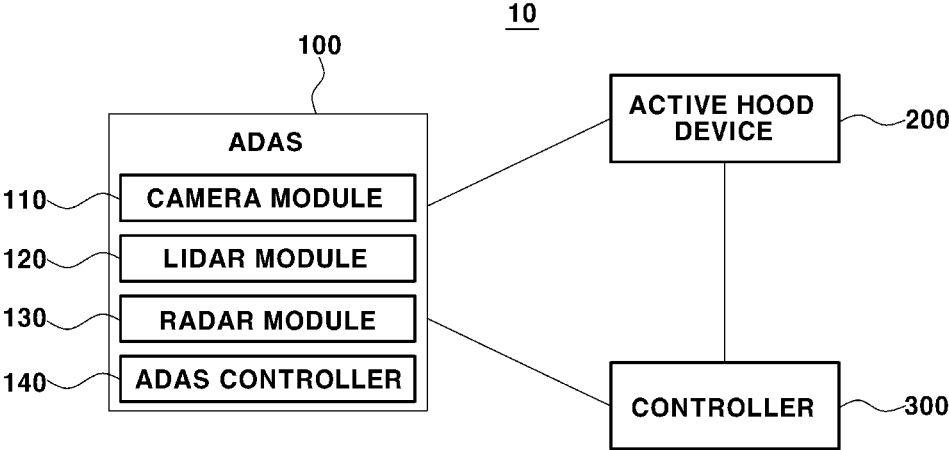 10
100
ADAS
110
CAMERA MODULE
120
LIDAR MODULE
130
RADAR MODULE
140
ADAS CONTROLLER
ACTIVE HOOD
DEVICE
200
CONTROLLER
300